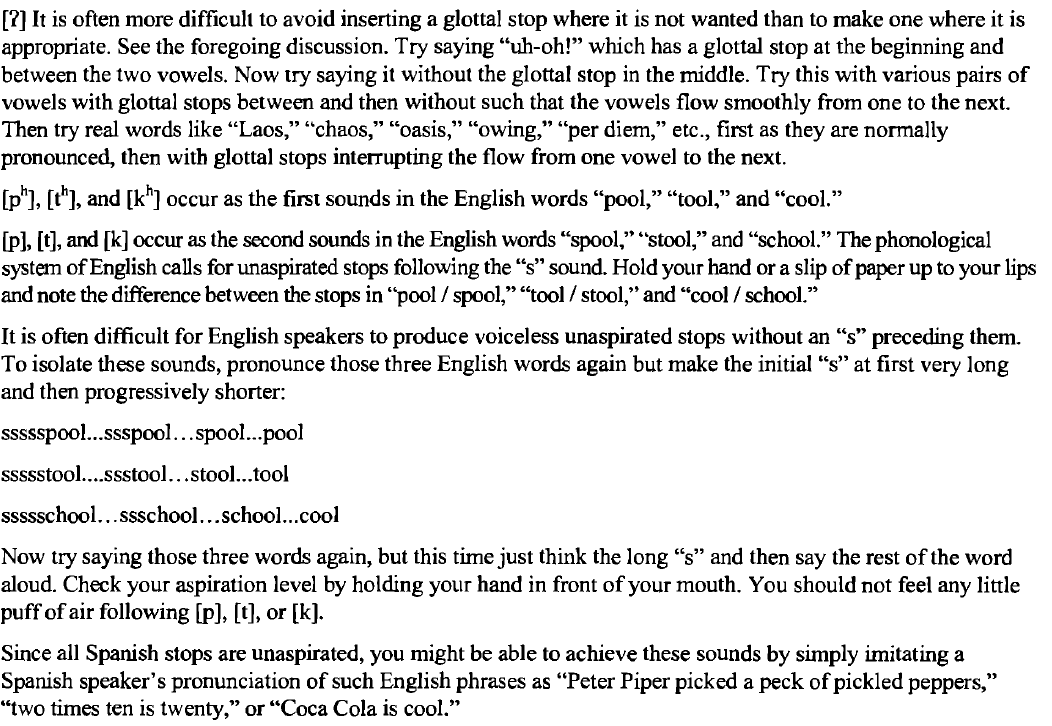 [ʔ] It is often more difficult to avoid inserting a glottal stop where it is not wanted than to make one where it is
appropriate. See the foregoing discussion. Try saying “uh-oh!” which has a glottal stop at the beginning and
between the two vowels. Now try saying it without the glottal stop in the middle. Try this with various pairs of
vowels with glottal stops between and then without such that the vowels flow smoothly from one to the next.
Then try real words like “Laos,” “chaos,” “oasis,” “owing,” “per diem,” etc., first as they are normally
pronounced, then with glottal stops interrupting the flow from one vowel to the next.
[pʰ], [tʰ], and [kʰ] occur as the first sounds in the English words “pool,” “tool,” and “cool.”
[p], [t], and [k] occur as the second sounds in the English words “spool,” “stool,” and “school.” The phonological
system of English calls for unaspirated stops following the “s” sound. Hold your hand or a slip of paper up to your lips
and note the difference between the stops in “pool / spool,” “tool / stool,” and “cool / school.”
It is often difficult for English speakers to produce voiceless unaspirated stops without an “s” preceding them.
To isolate these sounds, pronounce those three English words again but make the initial “s” at first very long
and then progressively shorter:
ssssspool...ssspool…spool...pool
ssssstool....ssstool…stool...tool
sssssschool…ssschool…school...cool
Now try saying those three words again, but this time just think the long “s” and then say the rest of the word
aloud. Check your aspiration level by holding your hand in front of your mouth. You should not feel any little
puff of air following [p], [t], or [k].
Since all Spanish stops are unaspirated, you might be able to achieve these sounds by simply imitating a
Spanish speaker’s pronunciation of such English phrases as “Peter Piper picked a peck of pickled peppers,”
“two times ten is twenty,” or “Coca Cola is cool.”